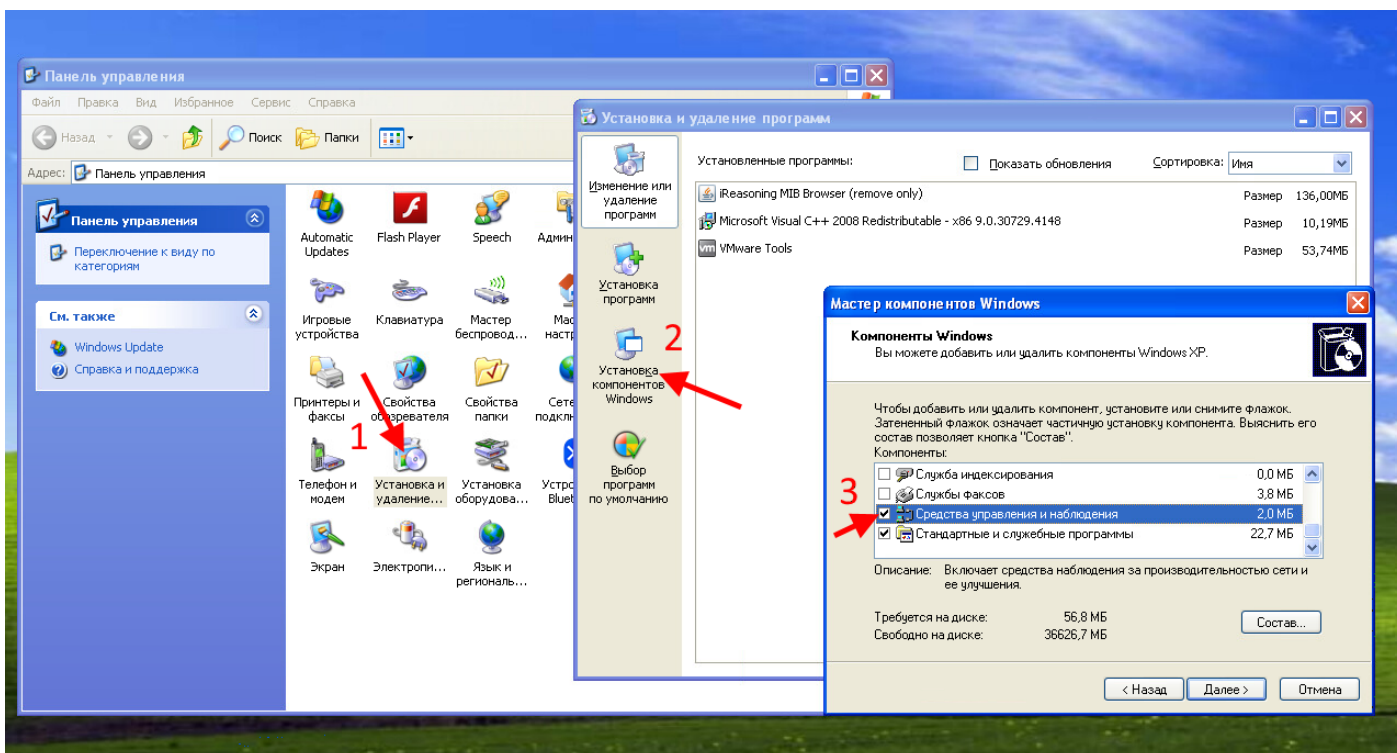 Панель управления
Файл Правка Вид Избранное Сервис Справка
Назад Поиск Папки
Адрес: Панель управления
Панель управления
Переключение к виду по
категориям
См. также
Windows Update
Справка и поддержка
Automatic
Updates
Flash Player
Speech
Админ
Игровые
устройства
Клавиатура
Мастер
беспровод...
Мас
настр
Принтеры и
факсы
Свойства
обозревателя
Свойства
папки
Сете
подклн
1
Телефон и
модем
Установка и
удаление...
Установка
оборудова...
Устро
Bluet
Экран
Электропи...
Язык и
региональ...
Установка и удаление программ
Изменение или
удаление
программ
Установка
программ
2
Установка
компонентов
Windows
Выбор
программ
по умолчанию
Установленные программы: Показать обновления Сортировка: Имя
iReasoning MIB Browser (remove only) Размер 136,00МБ
Microsoft Visual C++ 2008 Redistributable - x86 9.0.30729.4148 Размер 10,19МБ
vm VMware Tools Размер 53,74МБ
Мастер компонентов Windows
Компоненты Windows
Вы можете добавить или удалить компоненты Windows XP.
Чтобы добавить или удалить компонент, установите или снимите флажок.
Затененный флажок означает частичную установку компонента. Выяснить его
состав позволяет кнопка "Состав".
Компоненты:
Служба индексирования 0,0 МБ
3
Службы факсов 3,8 МБ
Средства управления и наблюдения 2,0 МБ
Стандартные и служебные программы 22,7 МБ
Описание: Включает средства наблюдения за производительностью сети и
ее улучшения.
Требуется на диске: 56,8 МБ
Свободно на диске: 36626,7 МБ
Состав...
< Назад Далее > Отмена